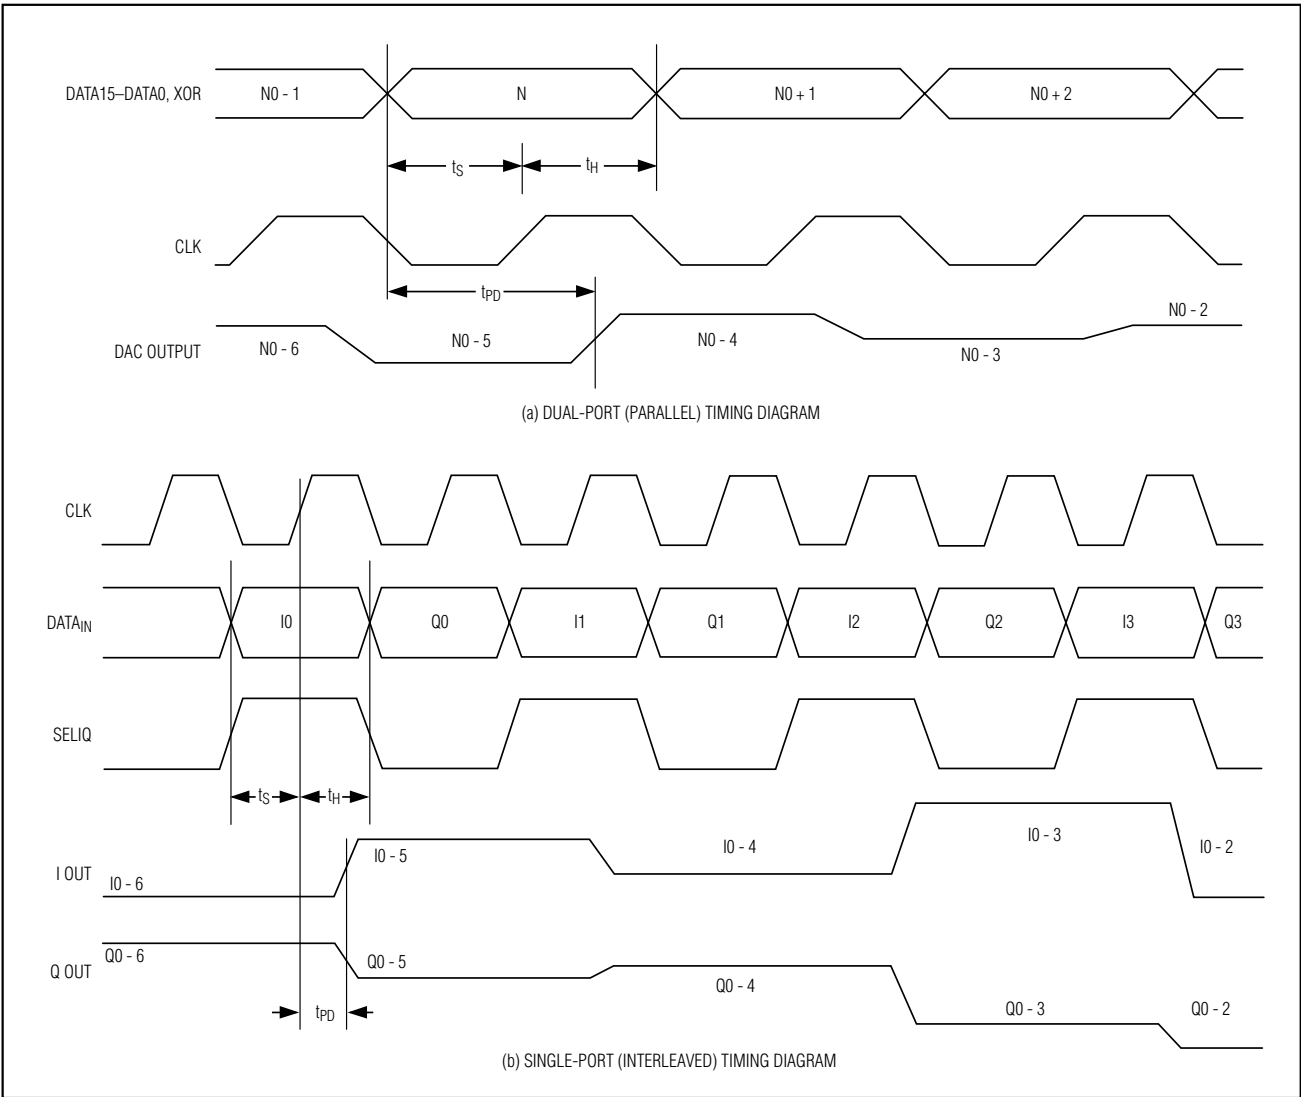 DATA15–DATA0, XOR N0 - 1 N N0 + 1 N0 + 2
tS tH
CLK
tPD
DAC OUTPUT N0 - 6 N0 - 5 N0 - 4 N0 - 3 N0 - 2
(a) DUAL-PORT (PARALLEL) TIMING DIAGRAM
CLK
DATAIN I0 Q0 I1 Q1 I2 Q2 I3 Q3
SELIQ
tS tH
I OUT I0 - 6 I0 - 5 I0 - 4 I0 - 3 I0 - 2
Q OUT Q0 - 6 Q0 - 5 Q0 - 4 Q0 - 3 Q0 - 2
tPD
(b) SINGLE-PORT (INTERLEAVED) TIMING DIAGRAM